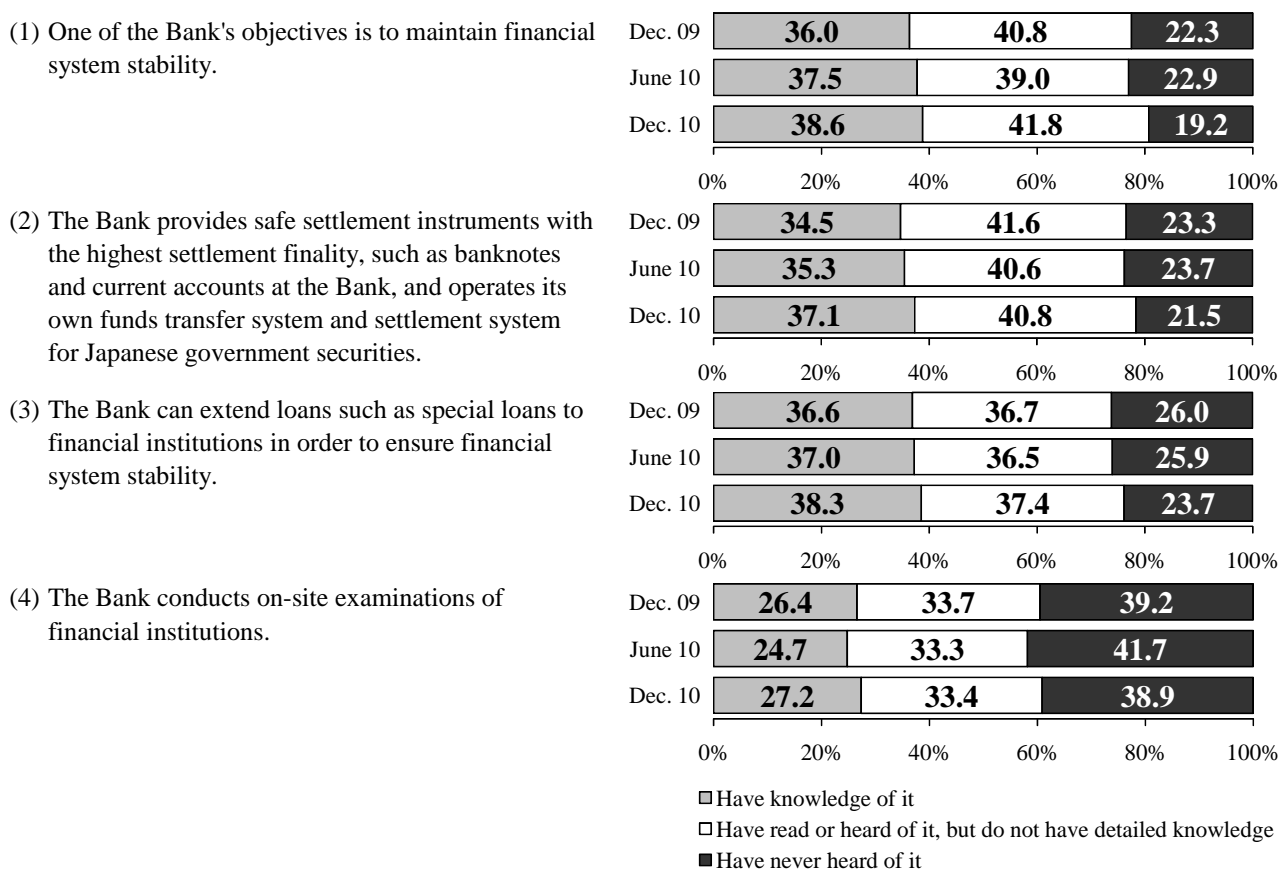 (1) One of the Bank's objectives is to maintain financial
system stability.
Dec. 09 36.0 40.8 22.3
June 10 37.5 39.0 22.9
Dec. 10 38.6 41.8 19.2
0% 20% 40% 60% 80% 100%
(2) The Bank provides safe settlement instruments with
the highest settlement finality, such as banknotes
and current accounts at the Bank, and operates its
own funds transfer system and settlement system
for Japanese government securities.
Dec. 09 34.5 41.6 23.3
June 10 35.3 40.6 23.7
Dec. 10 37.1 40.8 21.5
0% 20% 40% 60% 80% 100%
(3) The Bank can extend loans such as special loans to
financial institutions in order to ensure financial
system stability.
Dec. 09 36.6 36.7 26.0
June 10 37.0 36.5 25.9
Dec. 10 38.3 37.4 23.7
0% 20% 40% 60% 80% 100%
(4) The Bank conducts on-site examinations of
financial institutions.
Dec. 09 26.4 33.7 39.2
June 10 24.7 33.3 41.7
Dec. 10 27.2 33.4 38.9
0% 20% 40% 60% 80% 100%
Have knowledge of it
Have read or heard of it, but do not have detailed knowledge
Have never heard of it